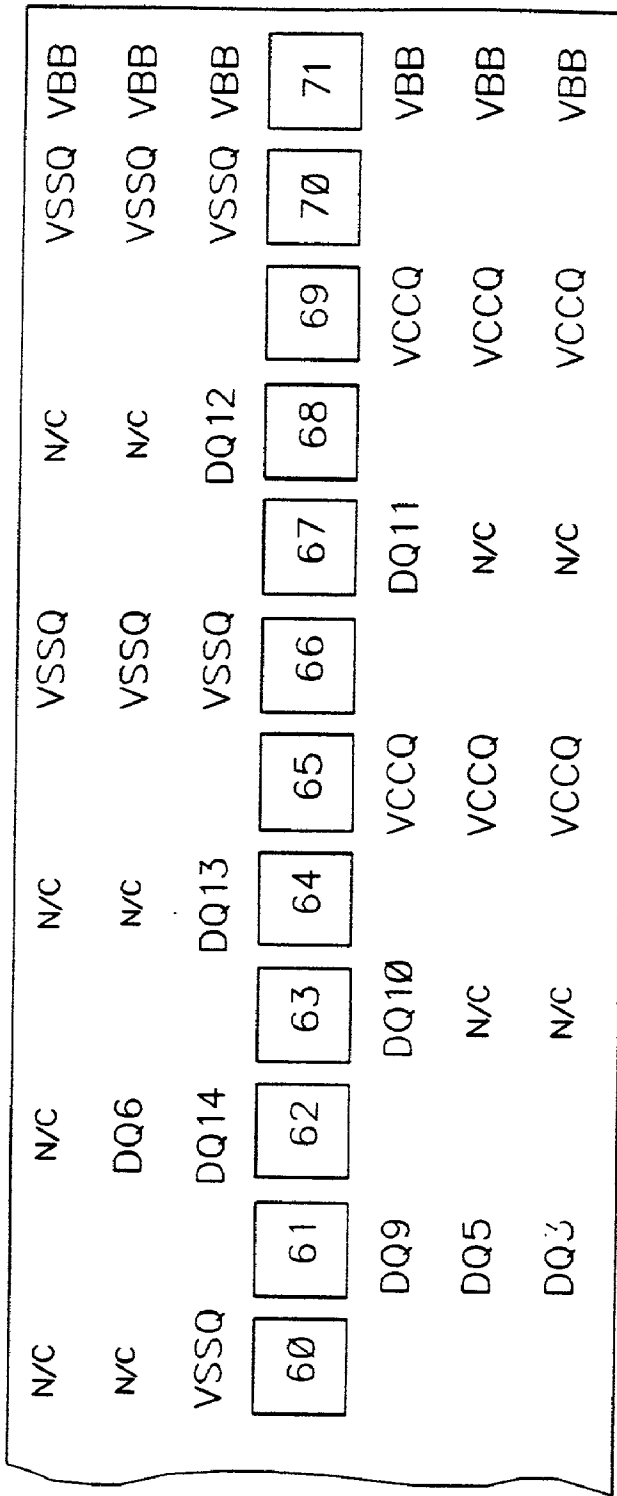 N/C N/C N/C VSSQ N/C VSSQ VBB
N/C DQ6 N/C VSSQ N/C VSSQ VBB
VSSQ DQ14 DQ13 VSSQ DQ12 VSSQ VBB
60 61 62 63 64 65 66 67 68 69 70 71
DQ9 DQ10 VCCQ DQ11 VCCQ VBB
DQ5 N/C VCCQ N/C VCCQ VBB
DQ3 N/C VCCQ N/C VCCQ VBB